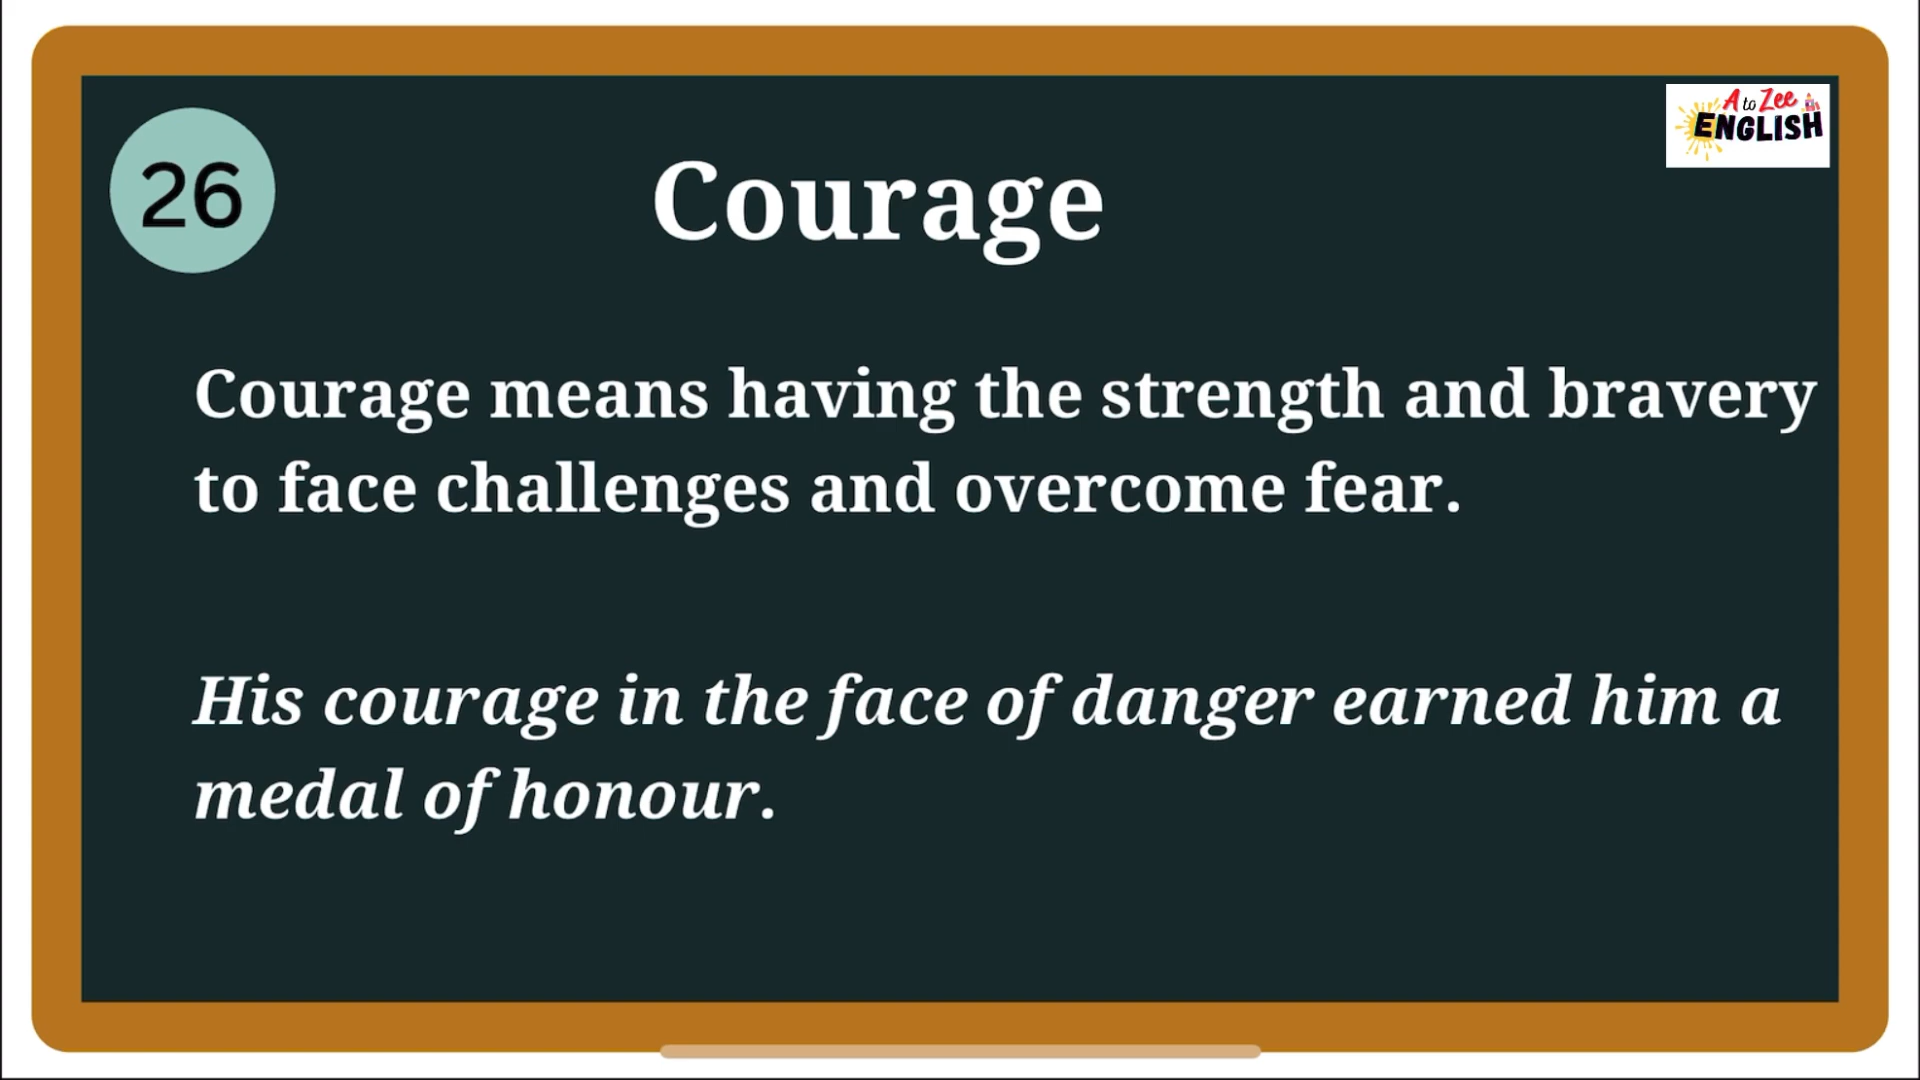 A to Zee
ENGLISH
26
Courage
Courage means having the strength and bravery
to face challenges and overcome fear.
His courage in the face of danger earned him a
medal of honour.